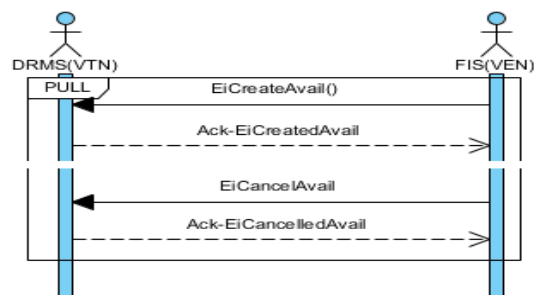 DRMS(VTN)
FIS(VEN)
PULL
EiCreateAvail()
Ack-EiCreatedAvail
EiCancelAvail
Ack-EiCancelledAvail